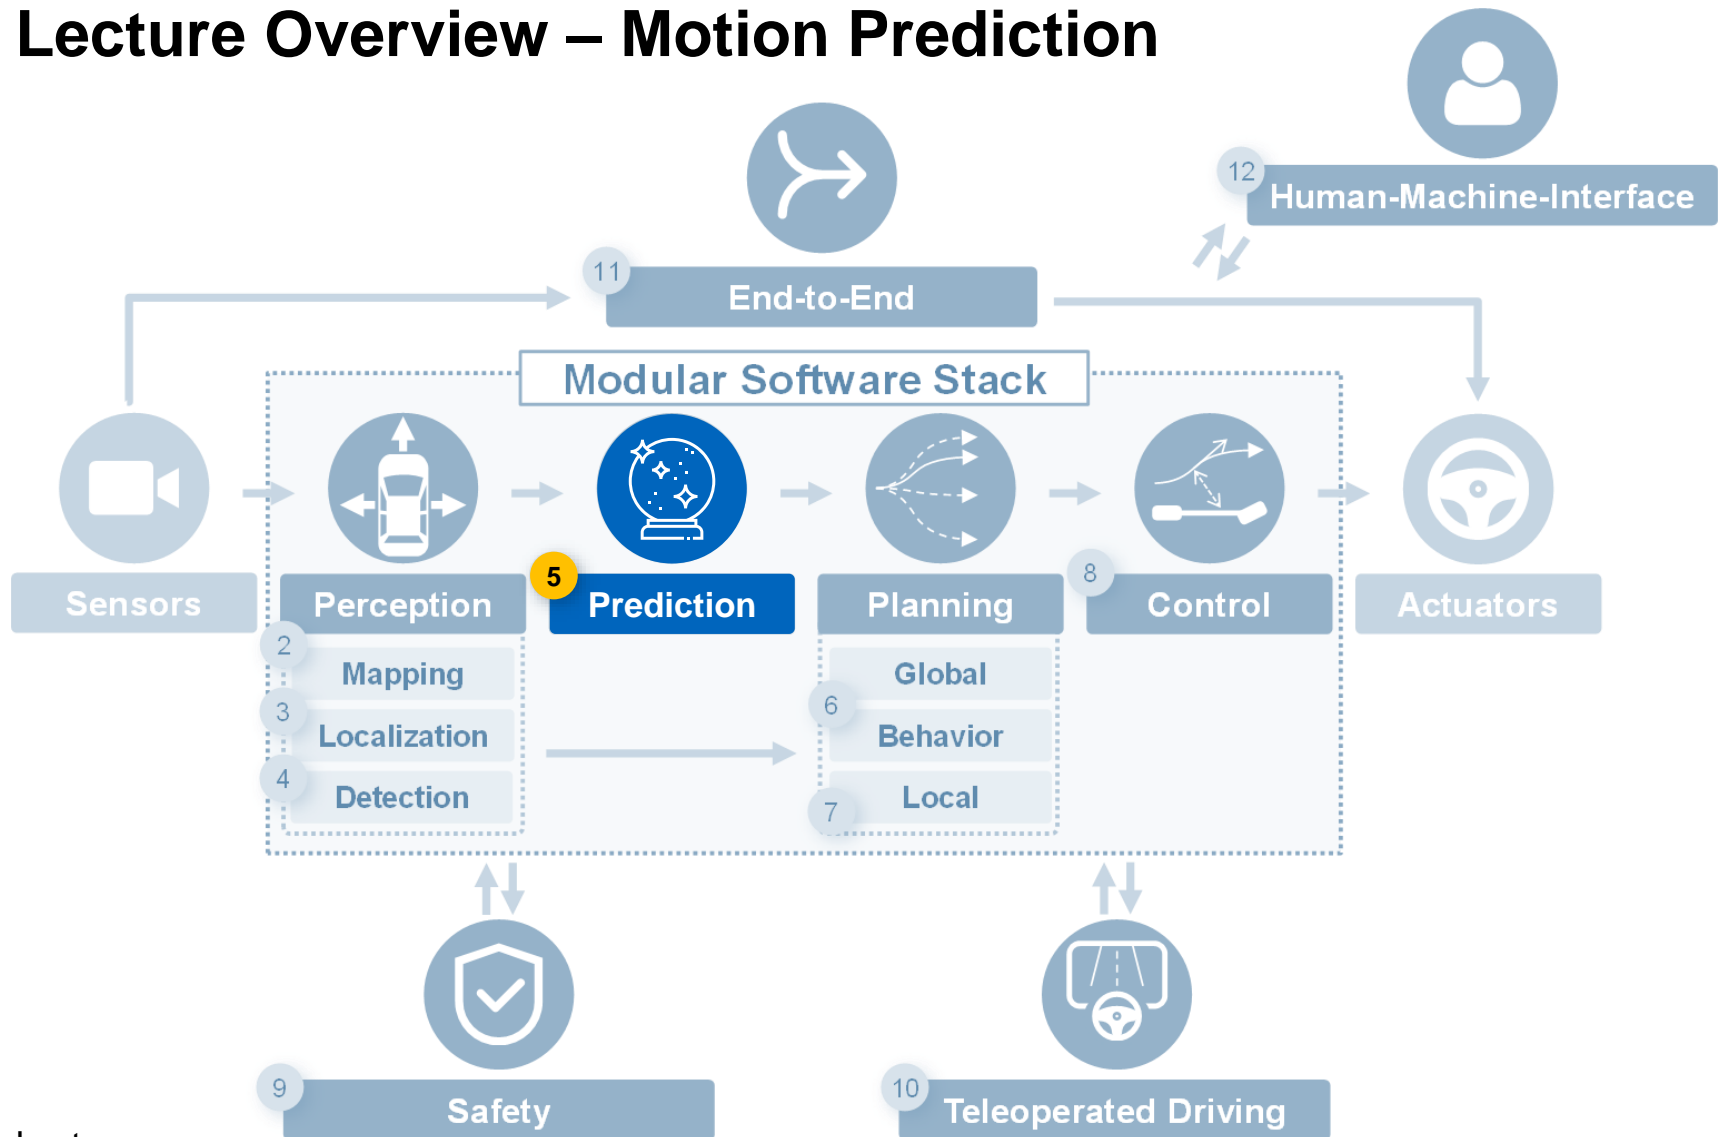 Lecture Overview – Motion Prediction
12
Human-Machine-Interface
11
End-to-End
Modular Software Stack
Sensors
Perception
5
Prediction
Planning
8
Control
Actuators
2
Mapping
3
Localization
4
Detection
Global
6
Behavior
7
Local
9
Safety
10
Teleoperated Driving